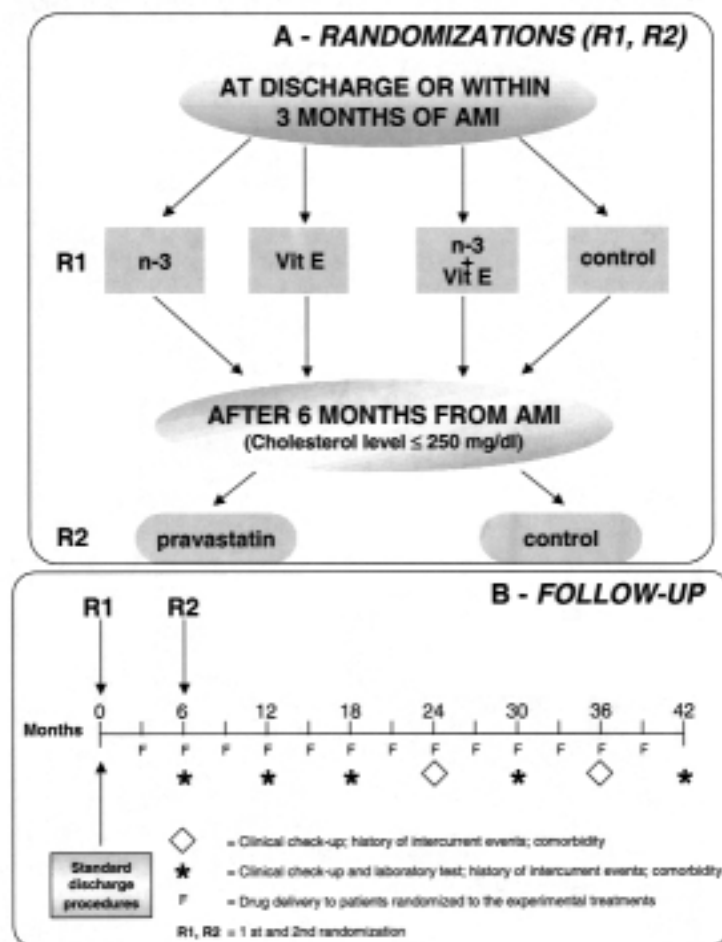 A - RANDOMIZATIONS (R1, R2)
AT DISCHARGE OR WITHIN
3 MONTHS OF AMI
R1
n-3
Vit E
n-3
+
Vit E
control
AFTER 6 MONTHS FROM AMI
(Cholesterol level ≤ 250 mg/dl)
R2
pravastatin
control
B - FOLLOW-UP
R1 R2
0 6 12 18 24 30 36 42
Months
F F F F F F F F F F F F F
Standard
discharge
procedures
= Clinical check-up; history of intercurrent events; comorbidity
= Clinical check-up and laboratory test; history of intercurrent events; comorbidity
F = Drug delivery to patients randomized to the experimental treatments
R1, R2 = 1 st and 2nd randomization